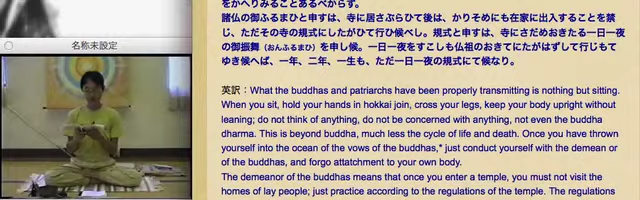 をかへりみることあるべからず。
諸仏の御ふるまひと申すは、寺に居さぶらひて後は、かりそめにも在家に出入することを禁
じ、ただその寺の規式にしたがひて行ひ候べし。規式と申すは、寺にさだめおきたる一日一夜
の御振舞（おんふるまひ）を申し候。一日一夜をすこしも仏祖のおきてにたがはずして行じもて
ゆき候へば、一年、二年、一生も、ただ一日一夜の規式にて候なり。
名称未設定
英訳：What the buddhas and patriarchs have been properly transmitting is nothing but sitting.
When you sit, hold your hands in hokkai join, cross your legs, keep your body upright without
leaning; do not think of anything, do not be concerned with anything, not even the buddha
dharma. This is beyond buddha, much less the cycle of life and death. Once you have thrown
yourself into the ocean of the vows of the buddhas,* just conduct yourself with the demean or
of the buddhas, and forgo attatchment to your own body.
The demeanor of the buddhas means that once you enter a temple, you must not visit the
homes of lay people; just practice according to the regulations of the temple. The regulations